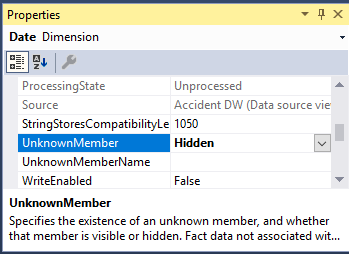 Properties
Date Dimension
ProcessingState Unprocessed
Source Accident DW (Data source vie
StringStoresCompatibilityLe 1050
UnknownMember Hidden
UnknownMemberName
WriteEnabled False
UnknownMember
Specifies the existence of an unknown member, and whether
that member is visible or hidden. Fact data not associated wit...